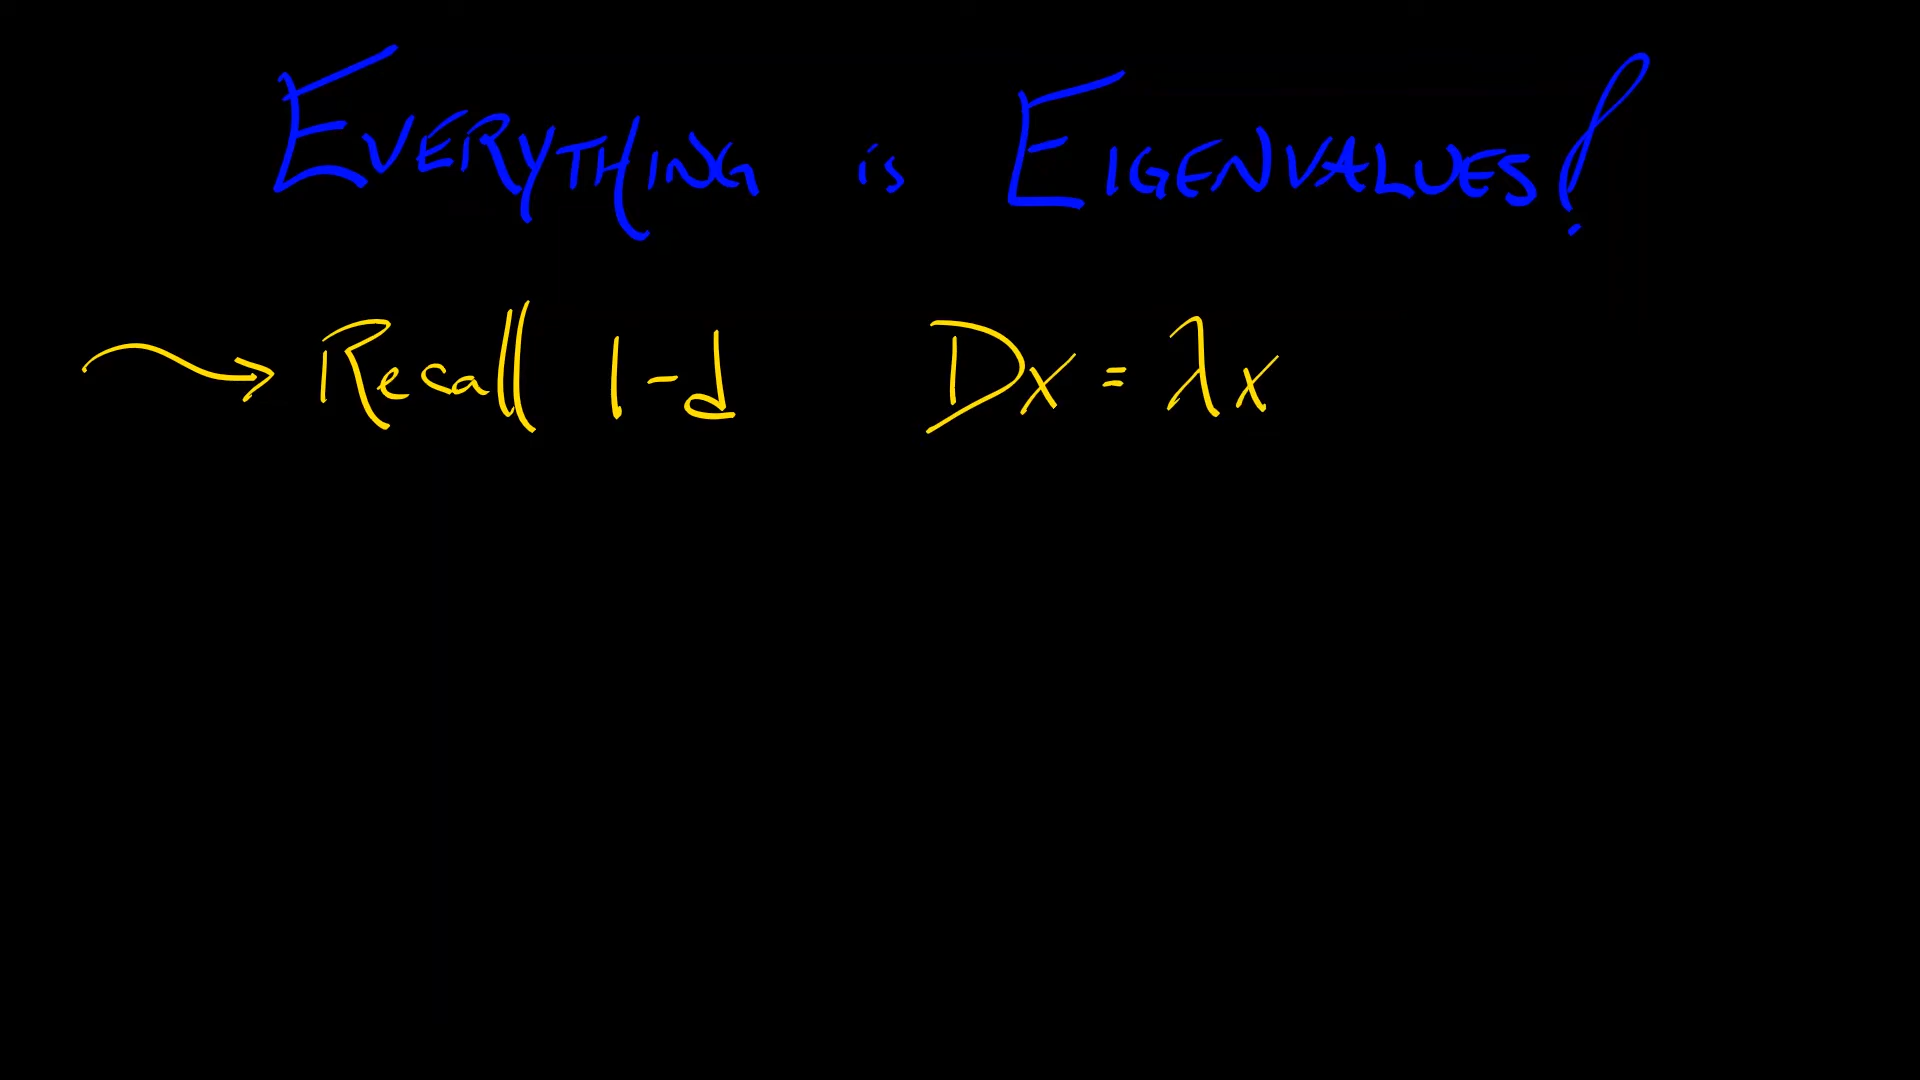 EVERYTHING is EIGENVALUES!
Recall 1-d Dx = λx